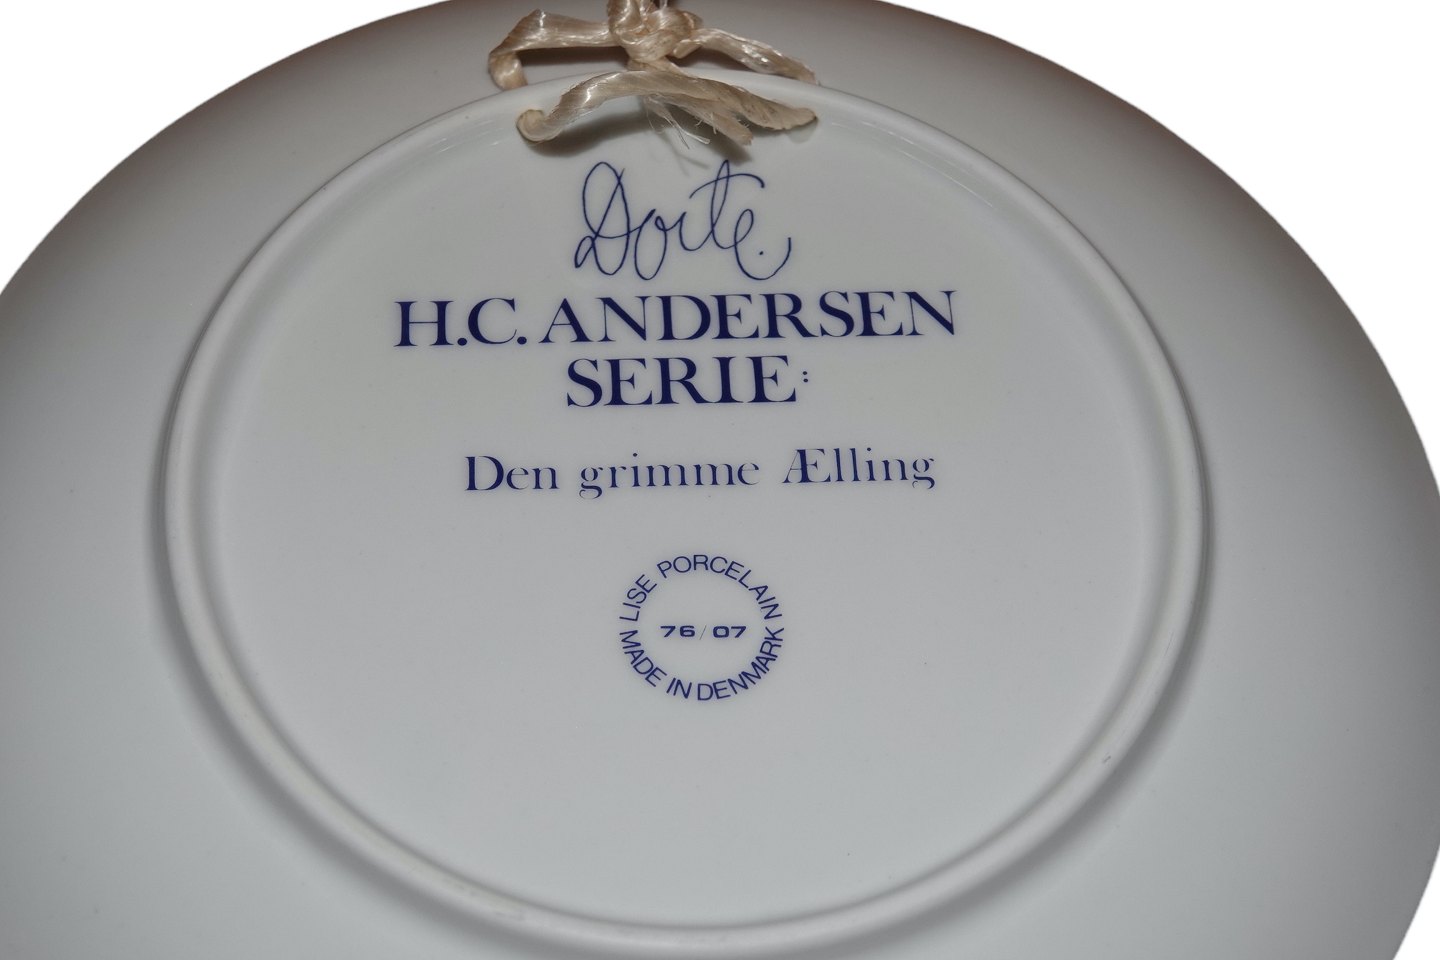 Dorte.
H.C. ANDERSEN
SERIE:
Den grimme Ælling
LISE PORCELAIN
76/07
MADE IN DENMARK